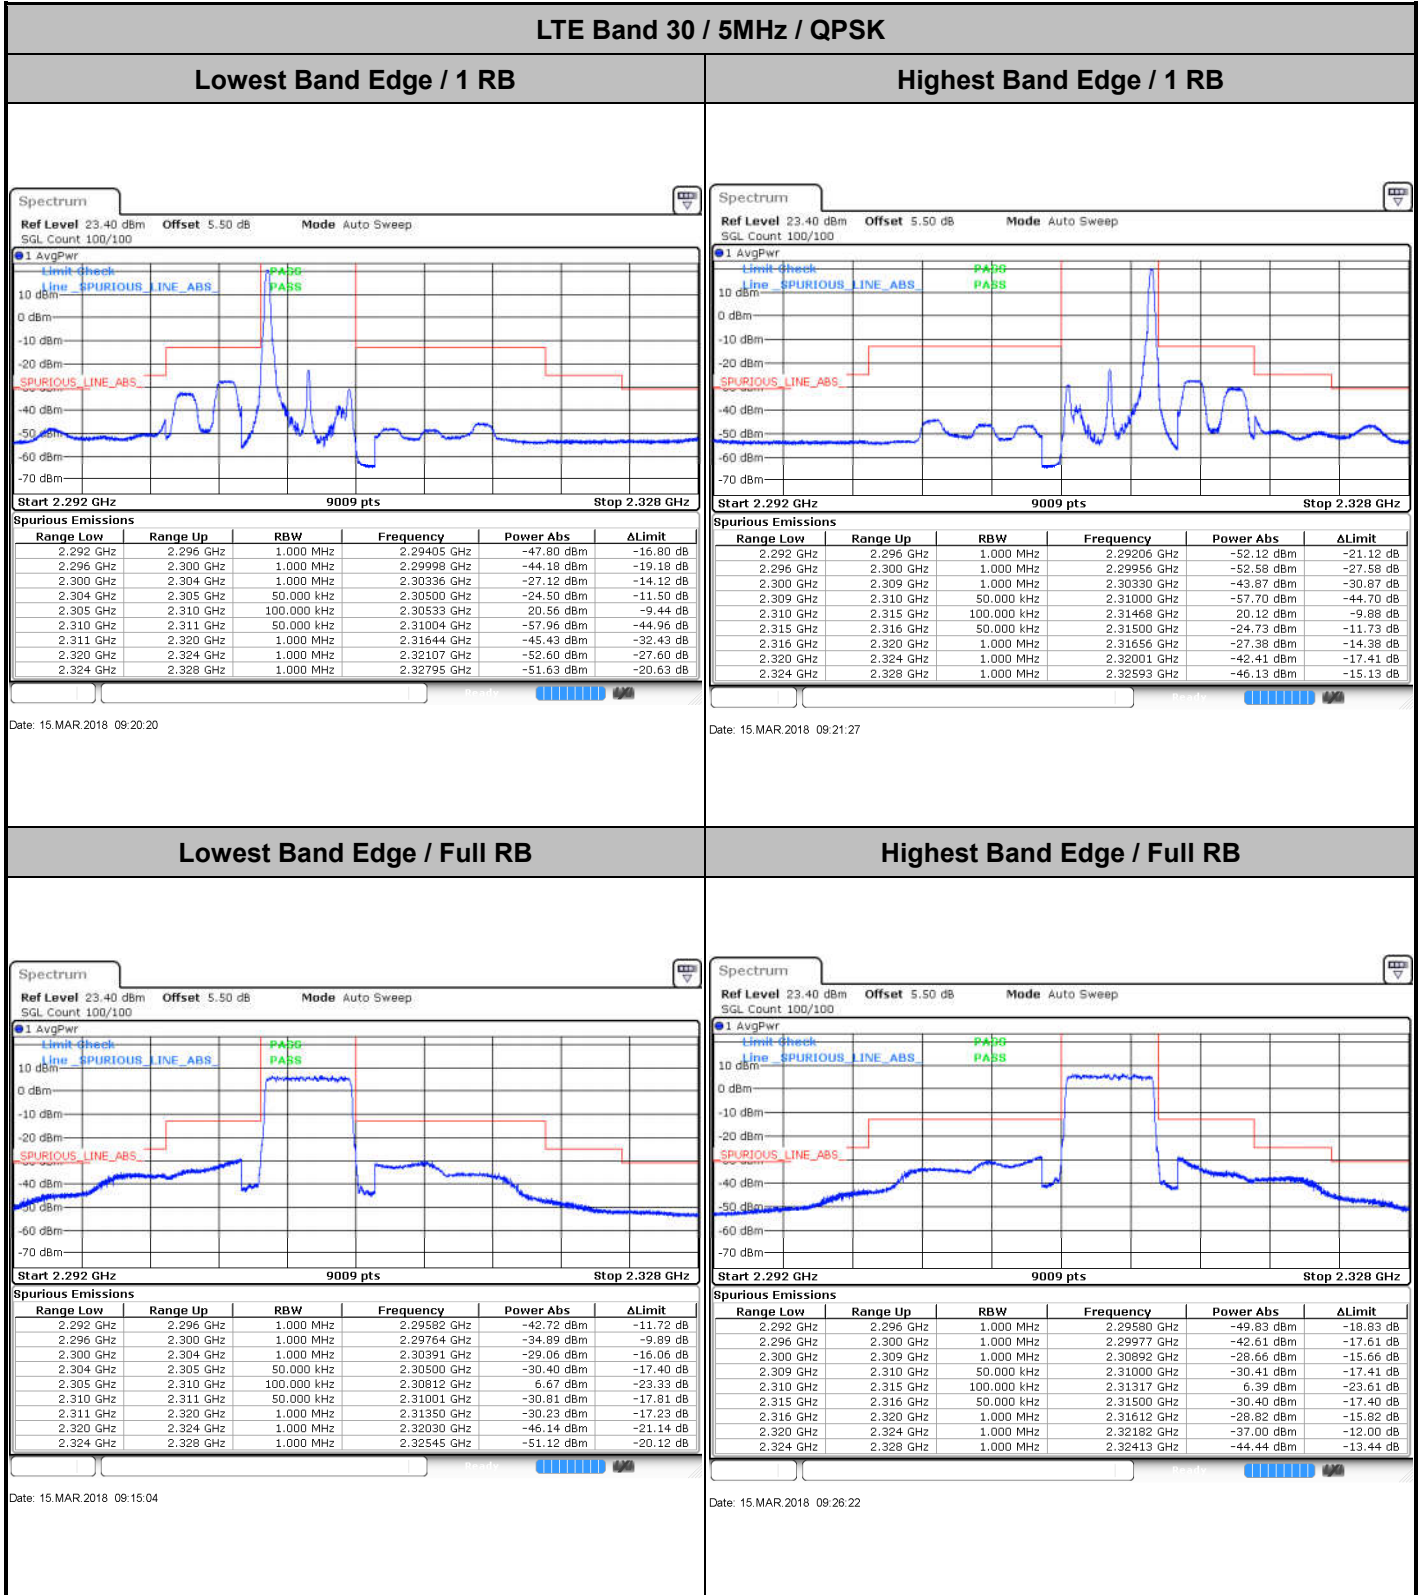 LTE Band 30 / 5MHz / QPSK
Lowest Band Edge / 1 RB
Highest Band Edge / 1 RB
Spectrum
Ref Level 23.40 dBm Offset 5.50 dB Mode Auto Sweep
SGL Count 100/100
1 AvgPwr
Limit Check PASS
Line _SPURIOUS_LINE_ABS_ PASS
10 dBm
0 dBm
-10 dBm
-20 dBm
_SPURIOUS_LINE_ABS_
-40 dBm
-50 dBm
-60 dBm
-70 dBm
Start 2.292 GHz 9009 pts Stop 2.328 GHz
Spurious Emissions
Range Low Range Up RBW Frequency Power Abs ΔLimit
2.292 GHz 2.296 GHz 1.000 MHz 2.29405 GHz -47.80 dBm -16.80 dB
2.296 GHz 2.300 GHz 1.000 MHz 2.29998 GHz -44.18 dBm -19.18 dB
2.300 GHz 2.304 GHz 1.000 MHz 2.30336 GHz -27.12 dBm -14.12 dB
2.304 GHz 2.305 GHz 50.000 kHz 2.30500 GHz -24.50 dBm -11.50 dB
2.305 GHz 2.310 GHz 100.000 kHz 2.30533 GHz 20.56 dBm -9.44 dB
2.310 GHz 2.311 GHz 50.000 kHz 2.31004 GHz -57.96 dBm -44.96 dB
2.311 GHz 2.320 GHz 1.000 MHz 2.31644 GHz -45.43 dBm -32.43 dB
2.320 GHz 2.324 GHz 1.000 MHz 2.32107 GHz -52.60 dBm -27.60 dB
2.324 GHz 2.328 GHz 1.000 MHz 2.32795 GHz -51.63 dBm -20.63 dB
Ready
Date: 15.MAR.2018 09:20:20
Spectrum
Ref Level 23.40 dBm Offset 5.50 dB Mode Auto Sweep
SGL Count 100/100
1 AvgPwr
Limit Check PASS
Line _SPURIOUS_LINE_ABS_ PASS
10 dBm
0 dBm
-10 dBm
-20 dBm
_SPURIOUS_LINE_ABS_
-40 dBm
-50 dBm
-60 dBm
-70 dBm
Start 2.292 GHz 9009 pts Stop 2.328 GHz
Spurious Emissions
Range Low Range Up RBW Frequency Power Abs ΔLimit
2.292 GHz 2.296 GHz 1.000 MHz 2.29206 GHz -52.12 dBm -21.12 dB
2.296 GHz 2.300 GHz 1.000 MHz 2.29956 GHz -52.58 dBm -27.58 dB
2.300 GHz 2.309 GHz 1.000 MHz 2.30330 GHz -43.87 dBm -30.87 dB
2.309 GHz 2.310 GHz 50.000 kHz 2.31000 GHz -57.70 dBm -44.70 dB
2.310 GHz 2.315 GHz 100.000 kHz 2.31468 GHz 20.12 dBm -9.88 dB
2.315 GHz 2.316 GHz 50.000 kHz 2.31500 GHz -24.73 dBm -11.73 dB
2.316 GHz 2.320 GHz 1.000 MHz 2.31656 GHz -27.38 dBm -14.38 dB
2.320 GHz 2.324 GHz 1.000 MHz 2.32001 GHz -42.41 dBm -17.41 dB
2.324 GHz 2.328 GHz 1.000 MHz 2.32593 GHz -46.13 dBm -15.13 dB
Ready
Date: 15.MAR.2018 09:21:27
Lowest Band Edge / Full RB
Highest Band Edge / Full RB
Spectrum
Ref Level 23.40 dBm Offset 5.50 dB Mode Auto Sweep
SGL Count 100/100
1 AvgPwr
Limit Check PASS
Line _SPURIOUS_LINE_ABS_ PASS
10 dBm
0 dBm
-10 dBm
-20 dBm
_SPURIOUS_LINE_ABS_
-40 dBm
-50 dBm
-60 dBm
-70 dBm
Start 2.292 GHz 9009 pts Stop 2.328 GHz
Spurious Emissions
Range Low Range Up RBW Frequency Power Abs ΔLimit
2.292 GHz 2.296 GHz 1.000 MHz 2.29582 GHz -42.72 dBm -11.72 dB
2.296 GHz 2.300 GHz 1.000 MHz 2.29764 GHz -34.89 dBm -9.89 dB
2.300 GHz 2.304 GHz 1.000 MHz 2.30391 GHz -29.06 dBm -16.06 dB
2.304 GHz 2.305 GHz 50.000 kHz 2.30500 GHz -30.40 dBm -17.40 dB
2.305 GHz 2.310 GHz 100.000 kHz 2.30812 GHz 6.67 dBm -23.33 dB
2.310 GHz 2.311 GHz 50.000 kHz 2.31001 GHz -30.81 dBm -17.81 dB
2.311 GHz 2.320 GHz 1.000 MHz 2.31350 GHz -30.23 dBm -17.23 dB
2.320 GHz 2.324 GHz 1.000 MHz 2.32030 GHz -46.14 dBm -21.14 dB
2.324 GHz 2.328 GHz 1.000 MHz 2.32545 GHz -51.12 dBm -20.12 dB
Ready
Date: 15.MAR.2018 09:15:04
Spectrum
Ref Level 23.40 dBm Offset 5.50 dB Mode Auto Sweep
SGL Count 100/100
1 AvgPwr
Limit Check PASS
Line _SPURIOUS_LINE_ABS_ PASS
10 dBm
0 dBm
-10 dBm
-20 dBm
_SPURIOUS_LINE_ABS_
-40 dBm
-50 dBm
-60 dBm
-70 dBm
Start 2.292 GHz 9009 pts Stop 2.328 GHz
Spurious Emissions
Range Low Range Up RBW Frequency Power Abs ΔLimit
2.292 GHz 2.296 GHz 1.000 MHz 2.29580 GHz -49.83 dBm -18.83 dB
2.296 GHz 2.300 GHz 1.000 MHz 2.29977 GHz -42.61 dBm -17.61 dB
2.300 GHz 2.309 GHz 1.000 MHz 2.30892 GHz -28.66 dBm -15.66 dB
2.309 GHz 2.310 GHz 50.000 kHz 2.31000 GHz -30.41 dBm -17.41 dB
2.310 GHz 2.315 GHz 100.000 kHz 2.31317 GHz 6.39 dBm -23.61 dB
2.315 GHz 2.316 GHz 50.000 kHz 2.31500 GHz -30.40 dBm -17.40 dB
2.316 GHz 2.320 GHz 1.000 MHz 2.31612 GHz -28.82 dBm -15.82 dB
2.320 GHz 2.324 GHz 1.000 MHz 2.32182 GHz -37.00 dBm -12.00 dB
2.324 GHz 2.328 GHz 1.000 MHz 2.32413 GHz -44.44 dBm -13.44 dB
Ready
Date: 15.MAR.2018 09:26:22